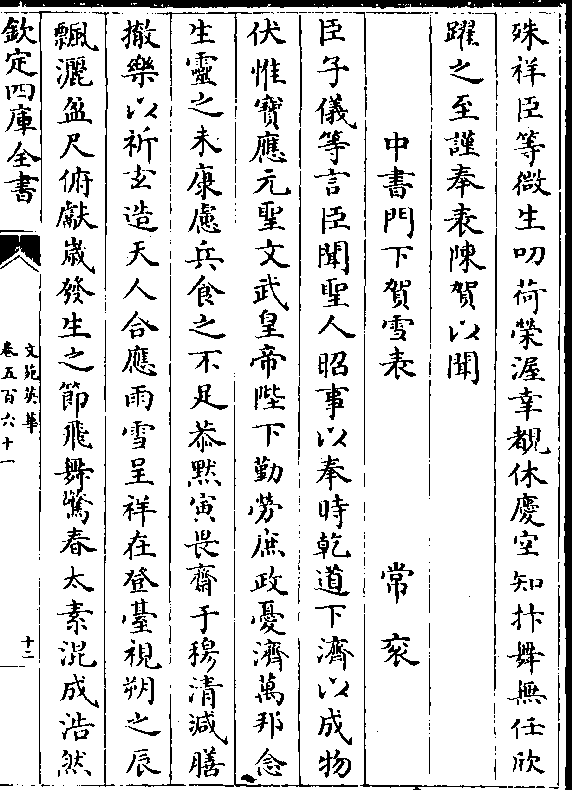 殊祥臣等微生叨荷榮渥幸覩休慶空知抃舞無任欣
躍之至謹奉表陳賀以聞
中書門下賀雪表　常衮
臣子儀等言臣聞聖人昭事以奉時乾道下濟以成物
伏惟寶應元聖文武皇帝陛下勤勞庶政憂濟萬邦念
生靈之未康慮兵食之不足恭默寅畏齋于穆清減膳
撤樂以祈玄造天人合應雨雪呈祥在登臺視朔之辰
飄灑盈尺俯獻歲發生之節飛舞驚春太素混成浩然
欽定四庫全書
文苑英華
卷五百六十一
十二